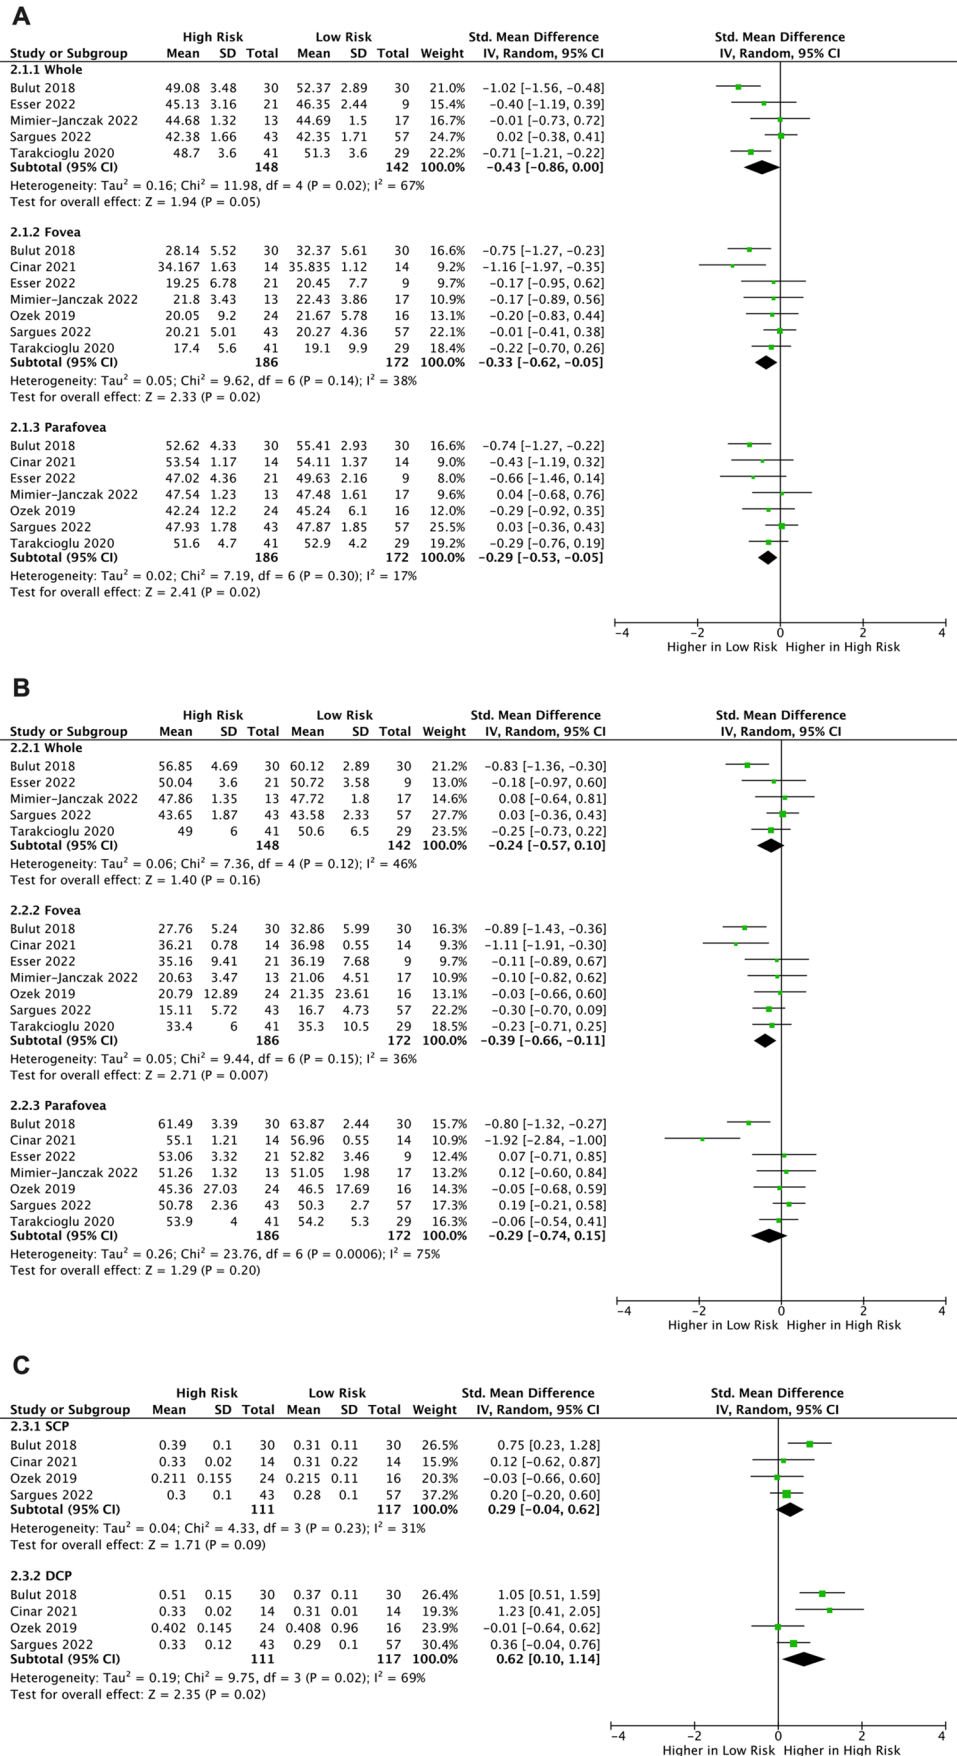 A
High Risk Low Risk Std. Mean Difference Std. Mean Difference
Study or Subgroup Mean SD Total Mean SD Total Weight IV, Random, 95% CI IV, Random, 95% CI
2.1.1 Whole
Bulut 2018 49.08 3.48 30 52.37 2.89 30 21.0% −1.02 [−1.56, −0.48]
Esser 2022 45.13 3.16 21 46.35 2.44 9 15.4% −0.40 [−1.19, 0.39]
Mimier-Janczak 2022 44.68 1.32 13 44.69 1.5 17 16.7% −0.01 [−0.73, 0.72]
Sargues 2022 42.38 1.66 43 42.35 1.71 57 24.7% 0.02 [−0.38, 0.41]
Tarakcioglu 2020 48.7 3.6 41 51.3 3.6 29 22.2% −0.71 [−1.21, −0.22]
Subtotal (95% CI) 148 142 100.0% −0.43 [−0.86, 0.00]
Heterogeneity: Tau² = 0.16; Chi² = 11.98, df = 4 (P = 0.02); I² = 67%
Test for overall effect: Z = 1.94 (P = 0.05)
2.1.2 Fovea
Bulut 2018 28.14 5.52 30 32.37 5.61 30 16.6% −0.75 [−1.27, −0.23]
Cinar 2021 34.167 1.63 14 35.835 1.12 14 9.2% −1.16 [−1.97, −0.35]
Esser 2022 19.25 6.78 21 20.45 7.7 9 9.7% −0.17 [−0.95, 0.62]
Mimier-Janczak 2022 21.8 3.43 13 22.43 3.86 17 10.9% −0.17 [−0.89, 0.56]
Ozek 2019 20.05 9.2 24 21.67 5.78 16 13.1% −0.20 [−0.83, 0.44]
Sargues 2022 20.21 5.01 43 20.27 4.36 57 22.1% −0.01 [−0.41, 0.38]
Tarakcioglu 2020 17.4 5.6 41 19.1 9.9 29 18.4% −0.22 [−0.70, 0.26]
Subtotal (95% CI) 186 172 100.0% −0.33 [−0.62, −0.05]
Heterogeneity: Tau² = 0.05; Chi² = 9.62, df = 6 (P = 0.14); I² = 38%
Test for overall effect: Z = 2.33 (P = 0.02)
2.1.3 Parafovea
Bulut 2018 52.62 4.33 30 55.41 2.93 30 16.6% −0.74 [−1.27, −0.22]
Cinar 2021 53.54 1.17 14 54.11 1.37 14 9.0% −0.43 [−1.19, 0.32]
Esser 2022 47.02 4.36 21 49.63 2.16 9 8.0% −0.66 [−1.46, 0.14]
Mimier-Janczak 2022 47.54 1.23 13 47.48 1.61 17 9.6% 0.04 [−0.68, 0.76]
Ozek 2019 42.24 12.2 24 45.24 6.1 16 12.0% −0.29 [−0.92, 0.35]
Sargues 2022 47.93 1.78 43 47.87 1.85 57 25.5% 0.03 [−0.36, 0.43]
Tarakcioglu 2020 51.6 4.7 41 52.9 4.2 29 19.2% −0.29 [−0.76, 0.19]
Subtotal (95% CI) 186 172 100.0% −0.29 [−0.53, −0.05]
Heterogeneity: Tau² = 0.02; Chi² = 7.19, df = 6 (P = 0.30); I² = 17%
Test for overall effect: Z = 2.41 (P = 0.02)
−4 −2 0 2 4
Higher in Low Risk Higher in High Risk
B
High Risk Low Risk Std. Mean Difference Std. Mean Difference
Study or Subgroup Mean SD Total Mean SD Total Weight IV, Random, 95% CI IV, Random, 95% CI
2.2.1 Whole
Bulut 2018 56.85 4.69 30 60.12 2.89 30 21.2% −0.83 [−1.36, −0.30]
Esser 2022 50.04 3.6 21 50.72 3.58 9 13.0% −0.18 [−0.97, 0.60]
Mimier-Janczak 2022 47.86 1.35 13 47.72 1.8 17 14.6% 0.08 [−0.64, 0.81]
Sargues 2022 43.65 1.87 43 43.58 2.33 57 27.7% 0.03 [−0.36, 0.43]
Tarakcioglu 2020 49 6 41 50.6 6.5 29 23.5% −0.25 [−0.73, 0.22]
Subtotal (95% CI) 148 142 100.0% −0.24 [−0.57, 0.10]
Heterogeneity: Tau² = 0.06; Chi² = 7.36, df = 4 (P = 0.12); I² = 46%
Test for overall effect: Z = 1.40 (P = 0.16)
2.2.2 Fovea
Bulut 2018 27.76 5.24 30 32.86 5.99 30 16.3% −0.89 [−1.43, −0.36]
Cinar 2021 36.21 0.78 14 36.98 0.55 14 9.3% −1.11 [−1.91, −0.30]
Esser 2022 35.16 9.41 21 36.19 7.68 9 9.7% −0.11 [−0.89, 0.67]
Mimier-Janczak 2022 20.63 3.47 13 21.06 4.51 17 10.9% −0.10 [−0.82, 0.62]
Ozek 2019 20.79 12.89 24 21.35 23.61 16 13.1% −0.03 [−0.66, 0.60]
Sargues 2022 15.11 5.72 43 16.7 4.73 57 22.2% −0.30 [−0.70, 0.09]
Tarakcioglu 2020 33.4 6 41 35.3 10.5 29 18.5% −0.23 [−0.71, 0.25]
Subtotal (95% CI) 186 172 100.0% −0.39 [−0.66, −0.11]
Heterogeneity: Tau² = 0.05; Chi² = 9.44, df = 6 (P = 0.15); I² = 36%
Test for overall effect: Z = 2.71 (P = 0.007)
2.2.3 Parafovea
Bulut 2018 61.49 3.39 30 63.87 2.44 30 15.7% −0.80 [−1.32, −0.27]
Cinar 2021 55.1 1.21 14 56.96 0.55 14 10.9% −1.92 [−2.84, −1.00]
Esser 2022 53.06 3.32 21 52.82 3.46 9 12.4% 0.07 [−0.71, 0.85]
Mimier-Janczak 2022 51.26 1.32 13 51.05 1.98 17 13.2% 0.12 [−0.60, 0.84]
Ozek 2019 45.36 27.03 24 46.5 17.69 16 14.3% −0.05 [−0.68, 0.59]
Sargues 2022 50.78 2.36 43 50.3 2.7 57 17.3% 0.19 [−0.21, 0.58]
Tarakcioglu 2020 53.9 4 41 54.2 5.3 29 16.3% −0.06 [−0.54, 0.41]
Subtotal (95% CI) 186 172 100.0% −0.29 [−0.74, 0.15]
Heterogeneity: Tau² = 0.26; Chi² = 23.76, df = 6 (P = 0.0006); I² = 75%
Test for overall effect: Z = 1.29 (P = 0.20)
−4 −2 0 2 4
Higher in Low Risk Higher in High Risk
C
High Risk Low Risk Std. Mean Difference Std. Mean Difference
Study or Subgroup Mean SD Total Mean SD Total Weight IV, Random, 95% CI IV, Random, 95% CI
2.3.1 SCP
Bulut 2018 0.39 0.1 30 0.31 0.11 30 26.5% 0.75 [0.23, 1.28]
Cinar 2021 0.33 0.02 14 0.31 0.22 14 15.9% 0.12 [−0.62, 0.87]
Ozek 2019 0.211 0.155 24 0.215 0.11 16 20.3% −0.03 [−0.66, 0.60]
Sargues 2022 0.3 0.1 43 0.28 0.1 57 37.2% 0.20 [−0.20, 0.60]
Subtotal (95% CI) 111 117 100.0% 0.29 [−0.04, 0.62]
Heterogeneity: Tau² = 0.04; Chi² = 4.33, df = 3 (P = 0.23); I² = 31%
Test for overall effect: Z = 1.71 (P = 0.09)
2.3.2 DCP
Bulut 2018 0.51 0.15 30 0.37 0.11 30 26.4% 1.05 [0.51, 1.59]
Cinar 2021 0.33 0.02 14 0.31 0.01 14 19.3% 1.23 [0.41, 2.05]
Ozek 2019 0.402 0.145 24 0.408 0.96 16 23.9% −0.01 [−0.64, 0.62]
Sargues 2022 0.33 0.12 43 0.29 0.1 57 30.4% 0.36 [−0.04, 0.76]
Subtotal (95% CI) 111 117 100.0% 0.62 [0.10, 1.14]
Heterogeneity: Tau² = 0.19; Chi² = 9.75, df = 3 (P = 0.02); I² = 69%
Test for overall effect: Z = 2.35 (P = 0.02)
−4 −2 0 2 4
Higher in Low Risk Higher in High Risk